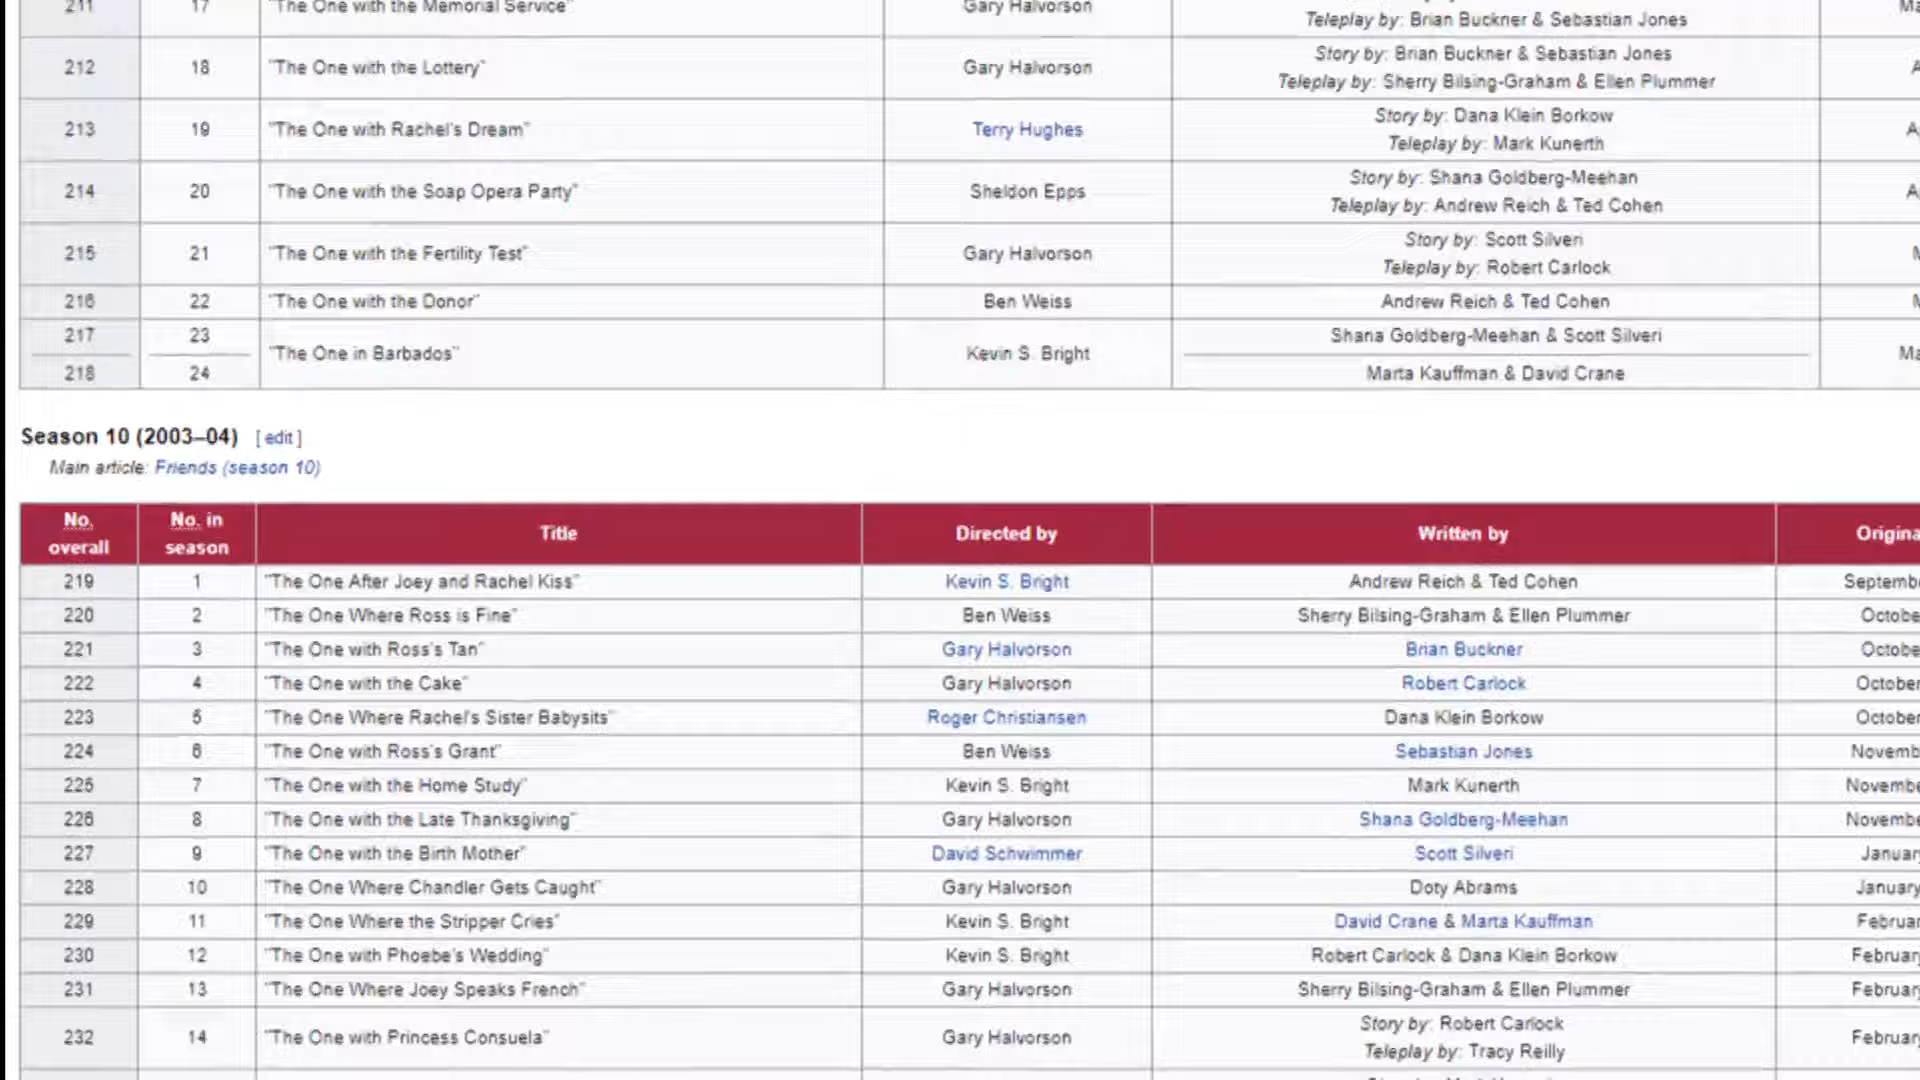 211 17 "The One with the Memorial Service" Gary Halvorson
Teleplay by: Brian Buckner & Sebastian Jones
212 18 "The One with the Lottery" Gary Halvorson Story by: Brian Buckner & Sebastian Jones
Teleplay by: Sherry Bilsing-Graham & Ellen Plummer
213 19 "The One with Rachel's Dream" Terry Hughes Story by: Dana Klein Borkow
Teleplay by: Mark Kunerth
214 20 "The One with the Soap Opera Party" Sheldon Epps Story by: Shana Goldberg-Meehan
Teleplay by: Andrew Reich & Ted Cohen
215 21 "The One with the Fertility Test" Gary Halvorson Story by: Scott Silveri
Teleplay by: Robert Carlock
216 22 "The One with the Donor" Ben Weiss Andrew Reich & Ted Cohen
217 23 "The One in Barbados" Kevin S. Bright Shana Goldberg-Meehan & Scott Silveri
218 24 Marta Kauffman & David Crane
Season 10 (2003–04) [ edit ]
Main article: Friends (season 10)
No. overall No. in season Title Directed by Written by Origina
219 1 "The One After Joey and Rachel Kiss" Kevin S. Bright Andrew Reich & Ted Cohen Septembe
220 2 "The One Where Ross is Fine" Ben Weiss Sherry Bilsing-Graham & Ellen Plummer Octobe
221 3 "The One with Ross's Tan" Gary Halvorson Brian Buckner Octobe
222 4 "The One with the Cake" Gary Halvorson Robert Carlock October
223 5 "The One Where Rachel's Sister Babysits" Roger Christiansen Dana Klein Borkow October
224 6 "The One with Ross's Grant" Ben Weiss Sebastian Jones Novemb
225 7 "The One with the Home Study" Kevin S. Bright Mark Kunerth Novembe
226 8 "The One with the Late Thanksgiving" Gary Halvorson Shana Goldberg-Meehan Novembe
227 9 "The One with the Birth Mother" David Schwimmer Scott Silveri Januar
228 10 "The One Where Chandler Gets Caught" Gary Halvorson Doty Abrams January
229 11 "The One Where the Stripper Cries" Kevin S. Bright David Crane & Marta Kauffman Februar
230 12 "The One with Phoebe's Wedding" Kevin S. Bright Robert Carlock & Dana Klein Borkow February
231 13 "The One Where Joey Speaks French" Gary Halvorson Sherry Bilsing-Graham & Ellen Plummer February
232 14 "The One with Princess Consuela" Gary Halvorson Story by: Robert Carlock February
Teleplay by: Tracy Reilly